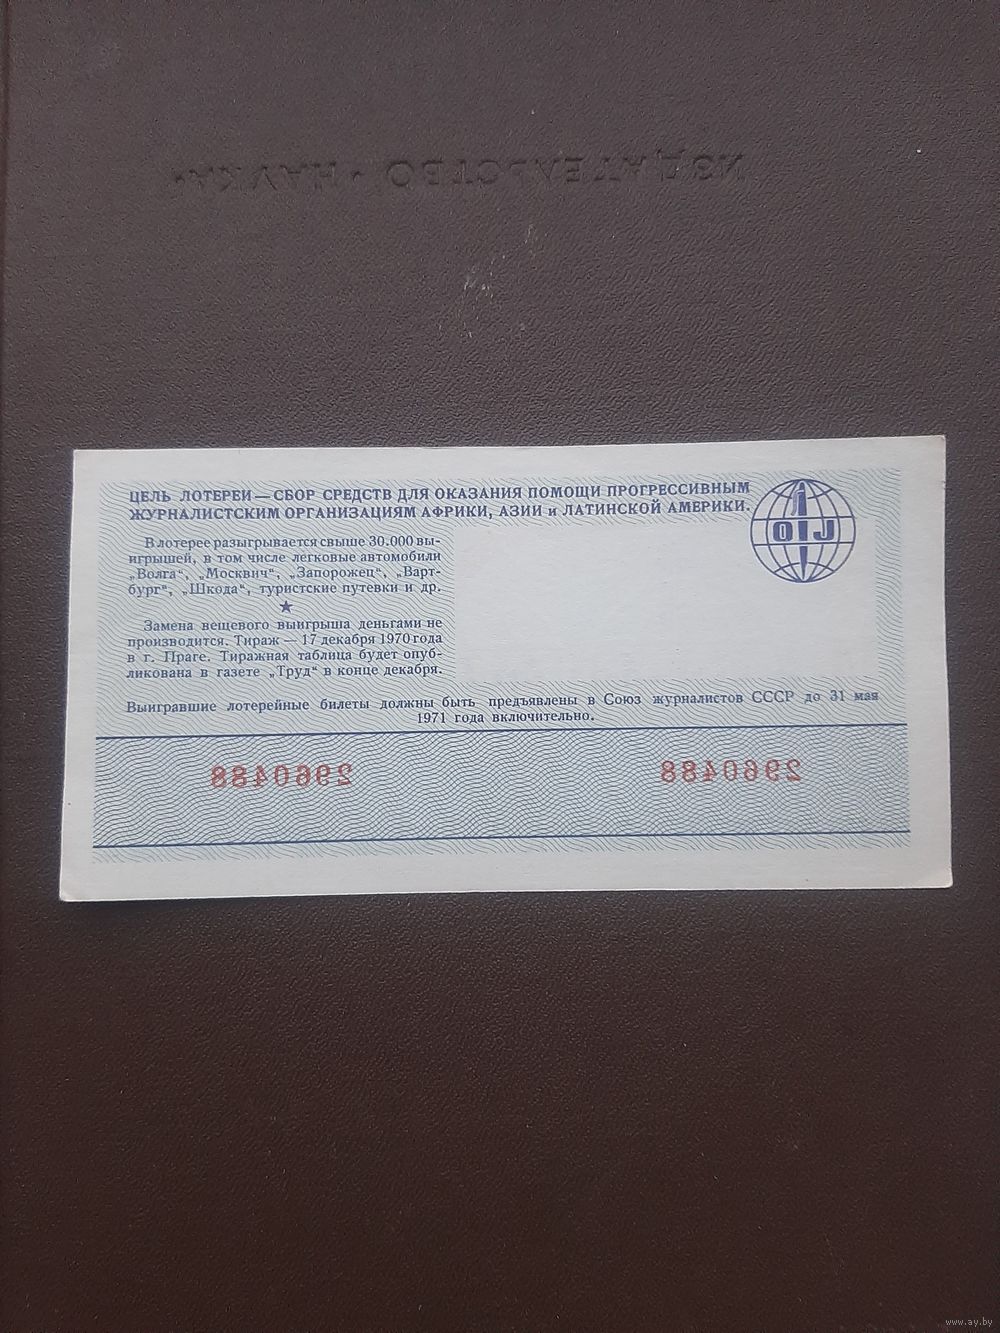 ИЗДАТЕЛЬСТВО · НАУКА ·
ЦЕЛЬ ЛОТЕРЕИ — СБОР СРЕДСТВ ДЛЯ ОКАЗАНИЯ ПОМОЩИ ПРОГРЕССИВНЫМ
ЖУРНАЛИСТСКИМ ОРГАНИЗАЦИЯМ АФРИКИ, АЗИИ и ЛАТИНСКОЙ АМЕРИКИ.
OIJ
В лотерее разыгрывается свыше 30.000 вы-
игрышей, в том числе легковые автомобили
„Волга“, „Москвич“, „Запорожец“, „Варт-
бург“, „Шкода“, туристские путевки и др.
★
Замена вещевого выигрыша деньгами не
производится. Тираж — 17 декабря 1970 года
в г. Праге. Тиражная таблица будет опуб-
ликована в газете „Труд“ в конце декабря.
Выигравшие лотерейные билеты должны быть предъявлены в Союз журналистов СССР до 31 мая
1971 года включительно.
2960488 2960488
www.ay.by